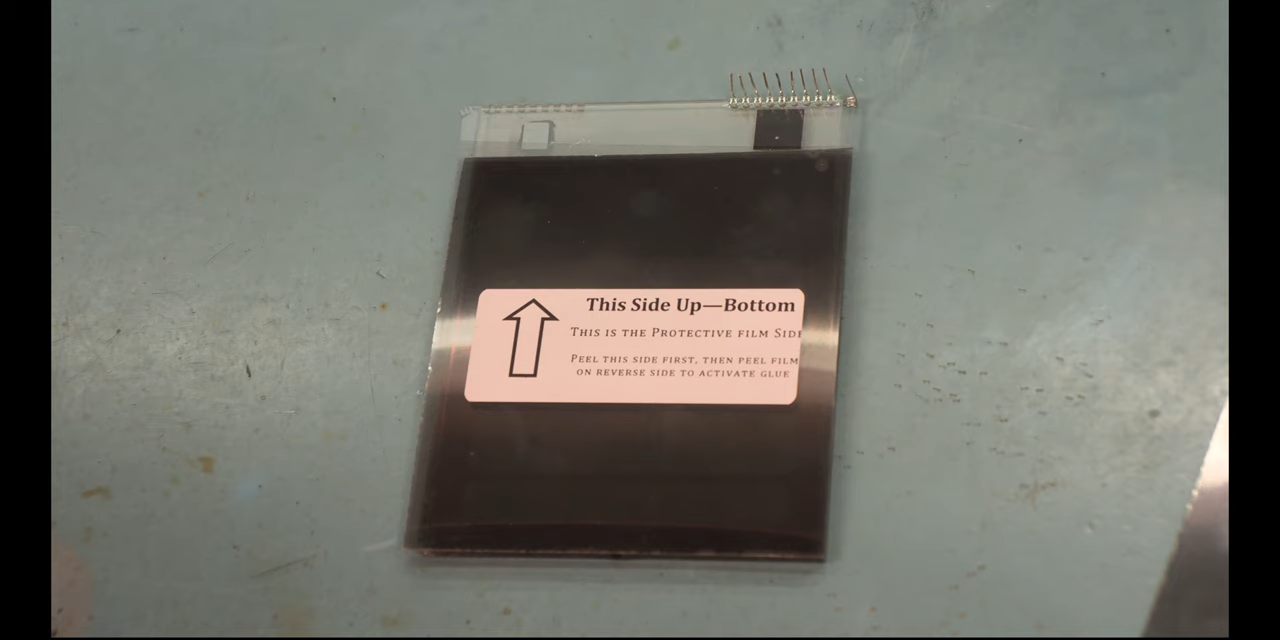 This Side Up—Bottom
THIS IS THE PROTECTIVE FILM SIDE
PEEL THIS SIDE FIRST, THEN PEEL FILM
ON REVERSE SIDE TO ACTIVATE GLUE